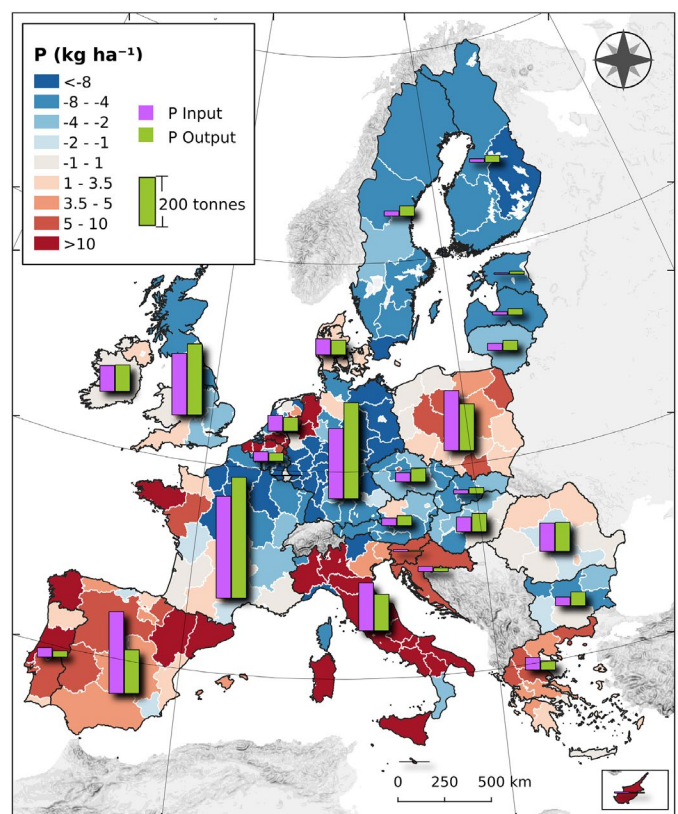 P (kg ha⁻¹)
<-8
-8 - -4
-4 - -2
-2 - -1
-1 - 1
1 - 3.5
3.5 - 5
5 - 10
>10
P Input
P Output
200 tonnes
0 250 500 km